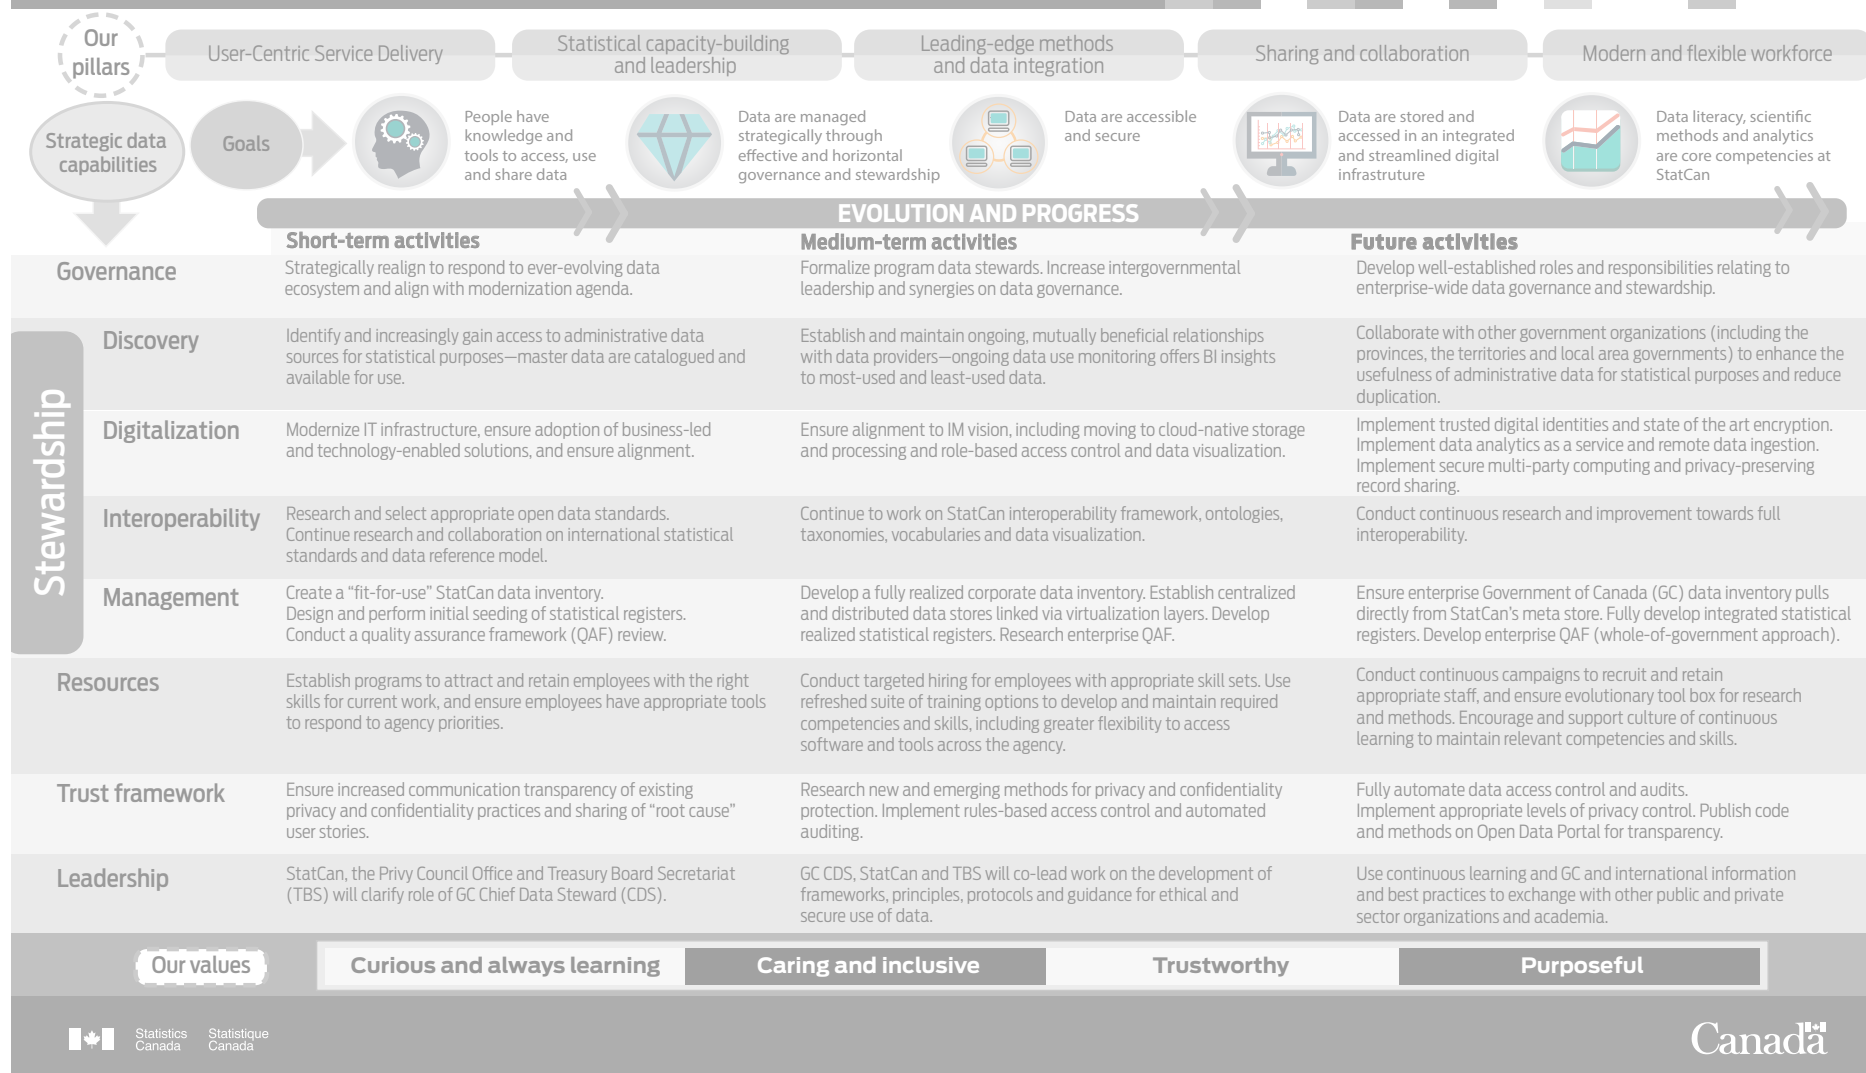 Our
pillars
User-Centric Service Delivery
Statistical capacity-building
and leadership
Leading-edge methods
and data integration
Sharing and collaboration
Modern and flexible workforce
Strategic data
capabilities
Goals
People have
knowledge and
tools to access, use
and share data
Data are managed
strategically through
effective and horizontal
governance and stewardship
Data are accessible
and secure
Data are stored and
accessed in an integrated
and streamlined digital
infrastruture
Data literacy, scientific
methods and analytics
are core competencies at
StatCan
EVOLUTION AND PROGRESS
Short-term activities
Medium-term activities
Future activities
Governance
Strategically realign to respond to ever-evolving data
ecosystem and align with modernization agenda.
Formalize program data stewards. Increase intergovernmental
leadership and synergies on data governance.
Develop well-established roles and responsibilities relating to
enterprise-wide data governance and stewardship.
Stewardship
Discovery
Identify and increasingly gain access to administrative data
sources for statistical purposes—master data are catalogued and
available for use.
Establish and maintain ongoing, mutually beneficial relationships
with data providers—ongoing data use monitoring offers BI insights
to most-used and least-used data.
Collaborate with other government organizations (including the
provinces, the territories and local area governments) to enhance the
usefulness of administrative data for statistical purposes and reduce
duplication.
Digitalization
Modernize IT infrastructure, ensure adoption of business-led
and technology-enabled solutions, and ensure alignment.
Ensure alignment to IM vision, including moving to cloud-native storage
and processing and role-based access control and data visualization.
Implement trusted digital identities and state of the art encryption.
Implement data analytics as a service and remote data ingestion.
Implement secure multi-party computing and privacy-preserving
record sharing.
Interoperability
Research and select appropriate open data standards.
Continue research and collaboration on international statistical
standards and data reference model.
Continue to work on StatCan interoperability framework, ontologies,
taxonomies, vocabularies and data visualization.
Conduct continuous research and improvement towards full
interoperability.
Management
Create a “fit-for-use” StatCan data inventory.
Design and perform initial seeding of statistical registers.
Conduct a quality assurance framework (QAF) review.
Develop a fully realized corporate data inventory. Establish centralized
and distributed data stores linked via virtualization layers. Develop
realized statistical registers. Research enterprise QAF.
Ensure enterprise Government of Canada (GC) data inventory pulls
directly from StatCan’s meta store. Fully develop integrated statistical
registers. Develop enterprise QAF (whole-of-government approach).
Resources
Establish programs to attract and retain employees with the right
skills for current work, and ensure employees have appropriate tools
to respond to agency priorities.
Conduct targeted hiring for employees with appropriate skill sets. Use
refreshed suite of training options to develop and maintain required
competencies and skills, including greater flexibility to access
software and tools across the agency.
Conduct continuous campaigns to recruit and retain
appropriate staff, and ensure evolutionary tool box for research
and methods. Encourage and support culture of continuous
learning to maintain relevant competencies and skills.
Trust framework
Ensure increased communication transparency of existing
privacy and confidentiality practices and sharing of “root cause”
user stories.
Research new and emerging methods for privacy and confidentiality
protection. Implement rules-based access control and automated
auditing.
Fully automate data access control and audits.
Implement appropriate levels of privacy control. Publish code
and methods on Open Data Portal for transparency.
Leadership
StatCan, the Privy Council Office and Treasury Board Secretariat
(TBS) will clarify role of GC Chief Data Steward (CDS).
GC CDS, StatCan and TBS will co-lead work on the development of
frameworks, principles, protocols and guidance for ethical and
secure use of data.
Use continuous learning and GC and international information
and best practices to exchange with other public and private
sector organizations and academia.
Our values
Curious and always learning
Caring and inclusive
Trustworthy
Purposeful
Statistics
Canada
Statistique
Canada
Canada